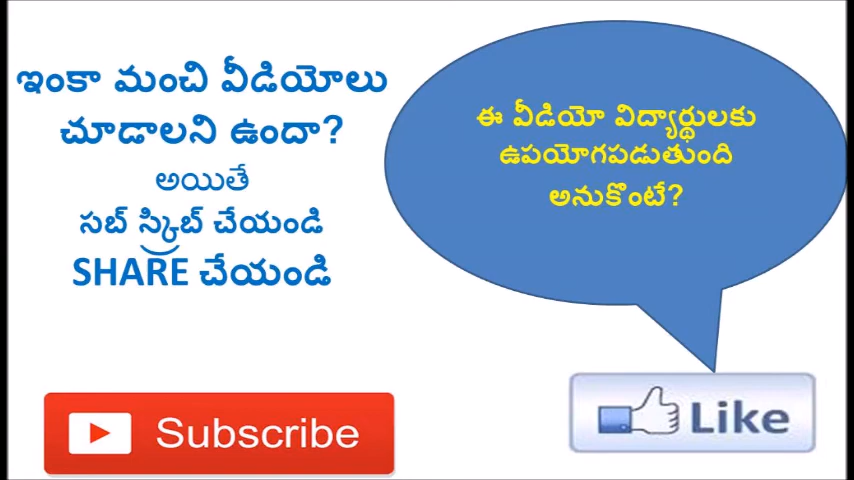 ఇంకా మంచి వీడియోలు
చూడాలని ఉందా?
అయితే
సబ్ స్క్రిబ్ చేయండి
SHARE చేయండి
ఈ వీడియో విద్యార్థులకు
ఉపయోగపడుతుంది
అనుకొంటే?
Subscribe
Like